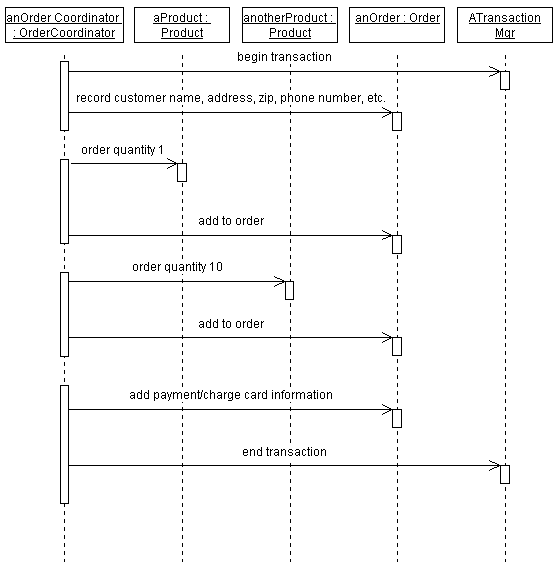 anOrder Coordinator
: OrderCoordinator
aProduct :
Product
anotherProduct :
Product
anOrder : Order
ATransaction
Mgr
begin transaction
record customer name, address, zip, phone number, etc.
order quantity 1
add to order
order quantity 10
add to order
add payment/charge card information
end transaction